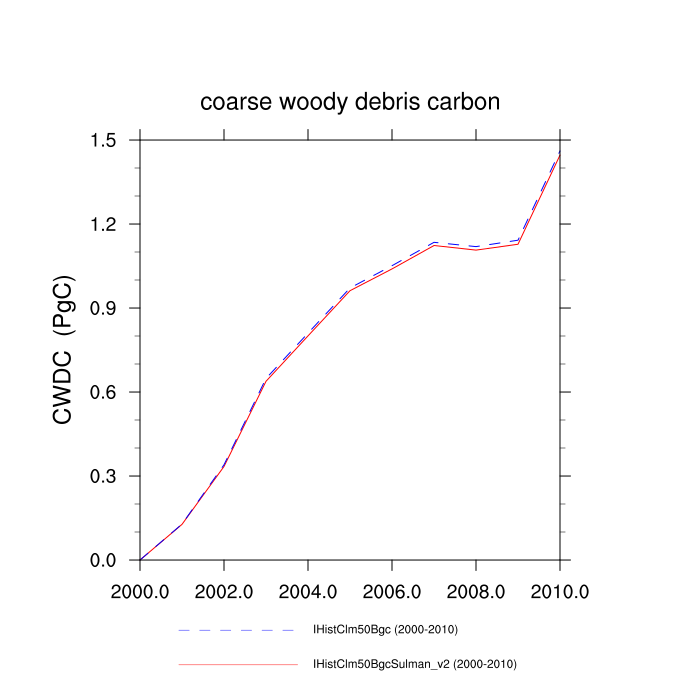 coarse woody debris carbon
CWDC (PgC)
1.5
1.2
0.9
0.6
0.3
0.0
2000.0 2002.0 2004.0 2006.0 2008.0 2010.0
IHistClm50Bgc (2000-2010)
IHistClm50BgcSulman_v2 (2000-2010)